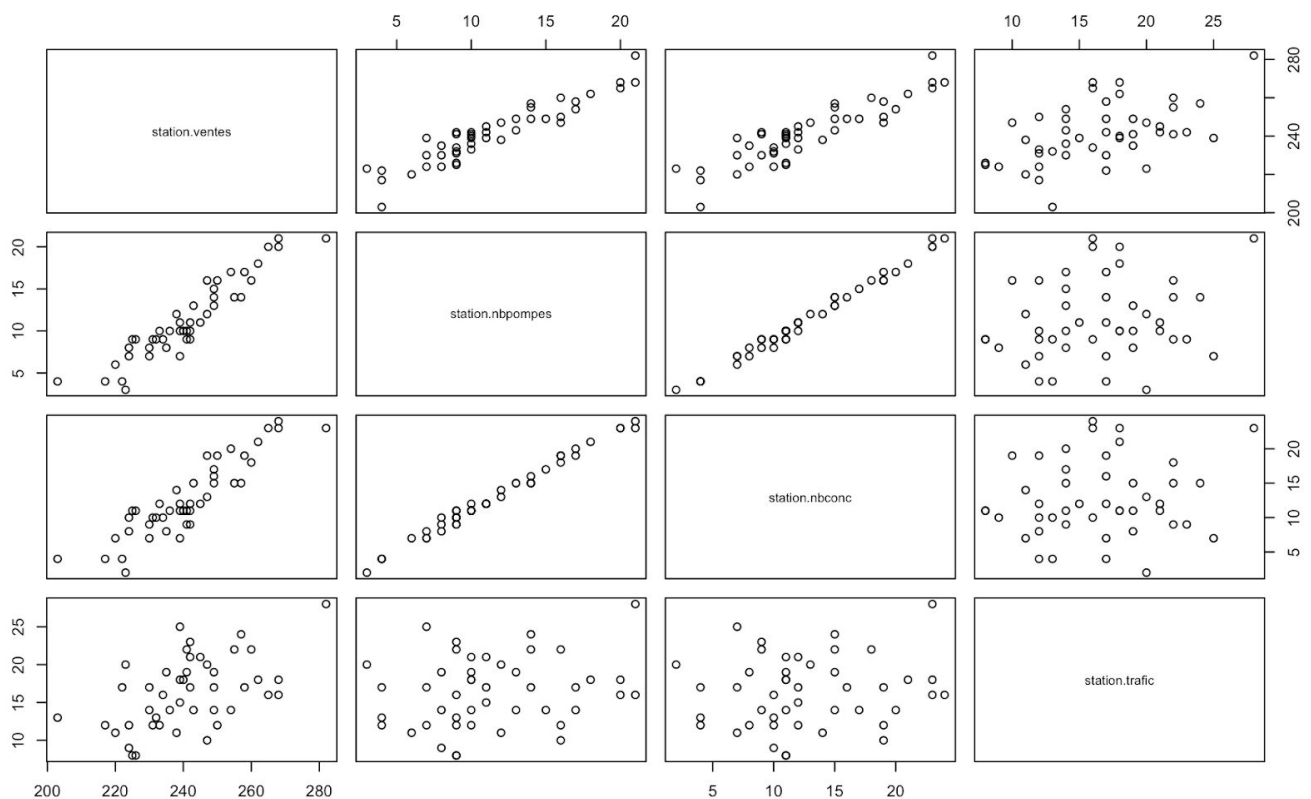 5 10 15 20 10 15 20 25
station.ventes 200 240 280
5 10 15 20 station.nbpompes
station.nbconc 5 10 15 20
10 15 20 25 station.trafic
200 220 240 260 280 5 10 15 20